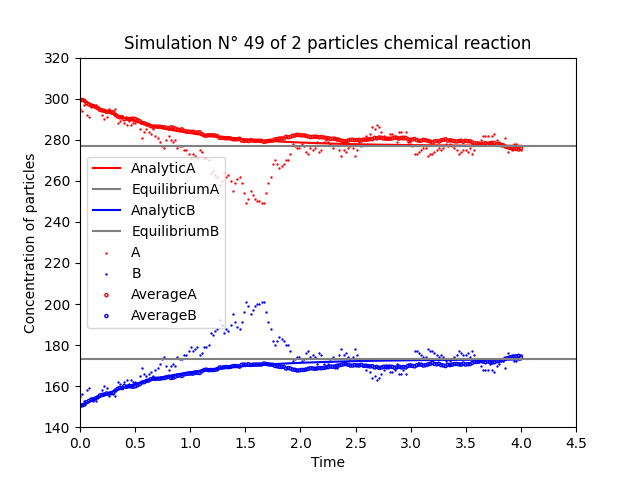 Simulation N° 49 of 2 particles chemical reaction
Concentration of particles
320
300
280
260
240
220
200
180
160
140
AnalyticA
EquilibriumA
AnalyticB
EquilibriumB
A
B
AverageA
AverageB
0.0 0.5 1.0 1.5 2.0 2.5 3.0 3.5 4.0 4.5
Time